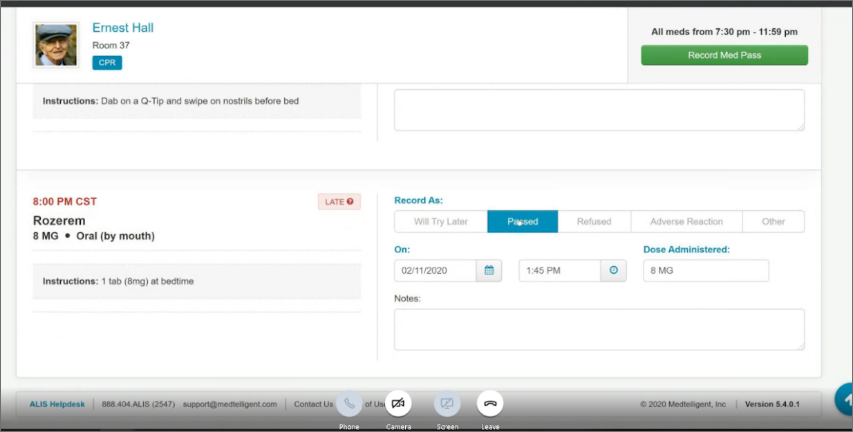 Ernest Hall
Room 37
CPR
All meds from 7:30 pm - 11:59 pm
Record Med Pass
Instructions: Dab on a Q-Tip and swipe on nostrils before bed
8:00 PM CST
LATE
Rozerem
8 MG • Oral (by mouth)
Instructions: 1 tab (8mg) at bedtime
Record As:
Will Try Later Passed Refused Adverse Reaction Other
On: Dose Administered:
02/11/2020 1:45 PM 8 MG
Notes:
ALIS Helpdesk 888.404.ALIS (2547) support@medtelligent.com Contact Us of Us © 2020 Medtelligent, Inc Version 5.4.0.1
Phone Camera Screen Leave